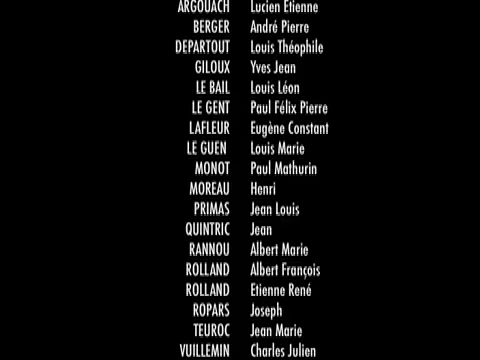 ARGOUACH Lucien Etienne
BERGER André Pierre
DEPARTOUT Louis Théophile
GILOUX Yves Jean
LE BAIL Louis Léon
LE GENT Paul Félix Pierre
LAFLEUR Eugène Constant
LE GUEN Louis Marie
MONOT Paul Mathurin
MOREAU Henri
PRIMAS Jean Louis
QUINTRIC Jean
RANNOU Albert Marie
ROLLAND Albert François
ROLLAND Etienne René
ROPARS Joseph
TEUROC Jean Marie
VUILLEMIN Charles Julien